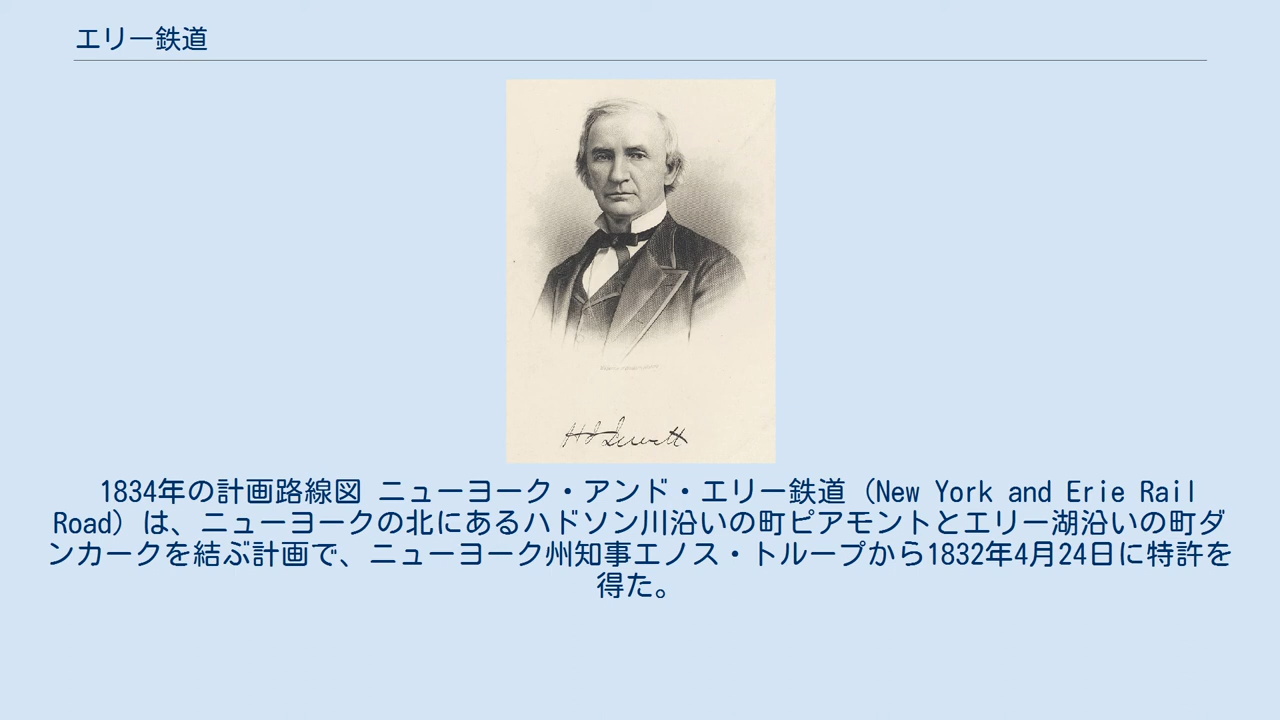 エリー鉄道
1834年の計画路線図 ニューヨーク・アンド・エリー鉄道（New York and Erie Rail
Road）は、ニューヨークの北にあるハドソン川沿いの町ピアモントとエリー湖沿いの町ダ
ンカークを結ぶ計画で、ニューヨーク州知事エノス・トループから1832年4月24日に特許を
得た。